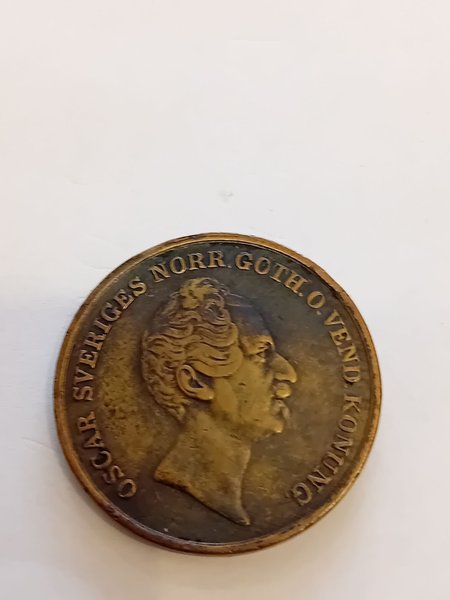 OSCAR SVERIGES NORR. GOTH. O. VEND. KONUNG.